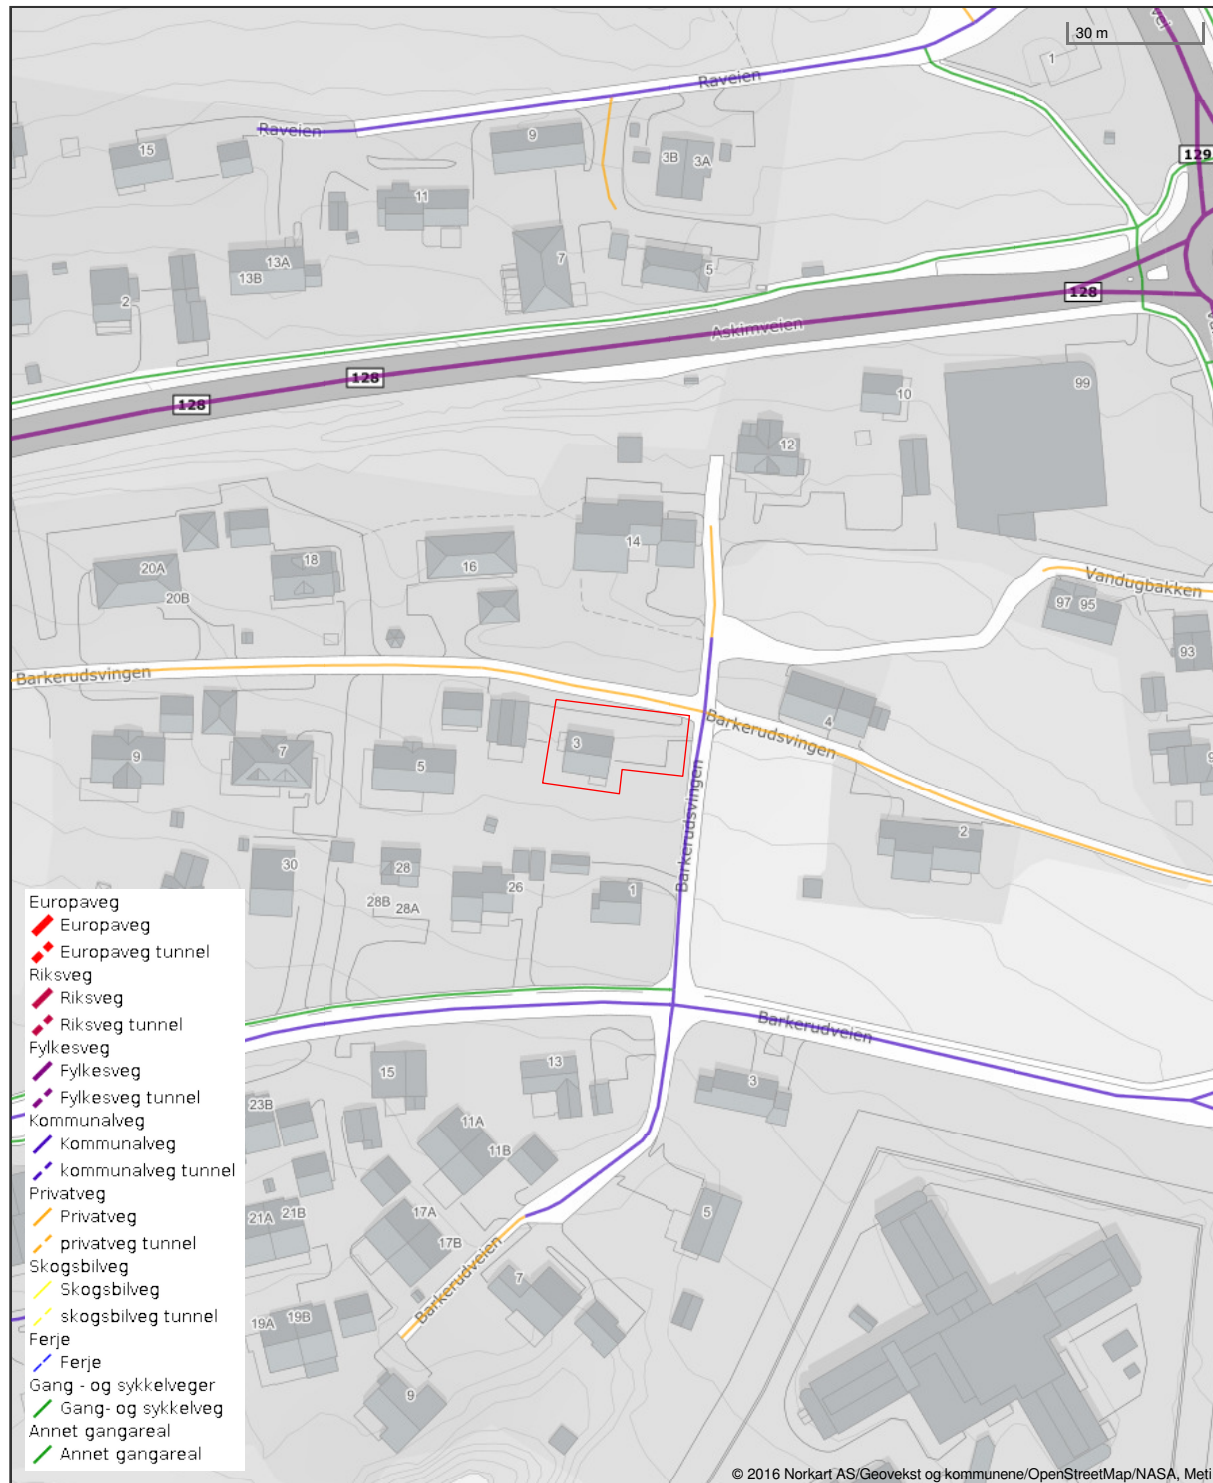 30 m
1
Raveien
Raveien
129
15
9
3B
3A
11
7
5
13A
13B
2
128
Askimveien
128
128
99
10
12
14
16
18
20A
20B
Vandugbakken
97
95
93
Barkerudsvingen
Barkerudsvingen
Barkerudsvingen
3
4
9
7
5
2
30
28
28B
28A
26
1
Barkerudveien
15
13
3
23B
11A
11B
21A
21B
17A
17B
5
7
Barkerudveien
19A
19B
9
Europaveg
Europaveg
Europaveg tunnel
Riksveg
Riksveg
Riksveg tunnel
Fylkesveg
Fylkesveg
Fylkesveg tunnel
Kommunalveg
Kommunalveg
kommunalveg tunnel
Privatveg
Privatveg
privatveg tunnel
Skogsbilveg
Skogsbilveg
skogsbilveg tunnel
Ferje
Ferje
Gang - og sykkelveger
Gang- og sykkelveg
Annet gangareal
Annet gangareal
© 2016 Norkart AS/Geovekst og kommunene/OpenStreetMap/NASA, Meti